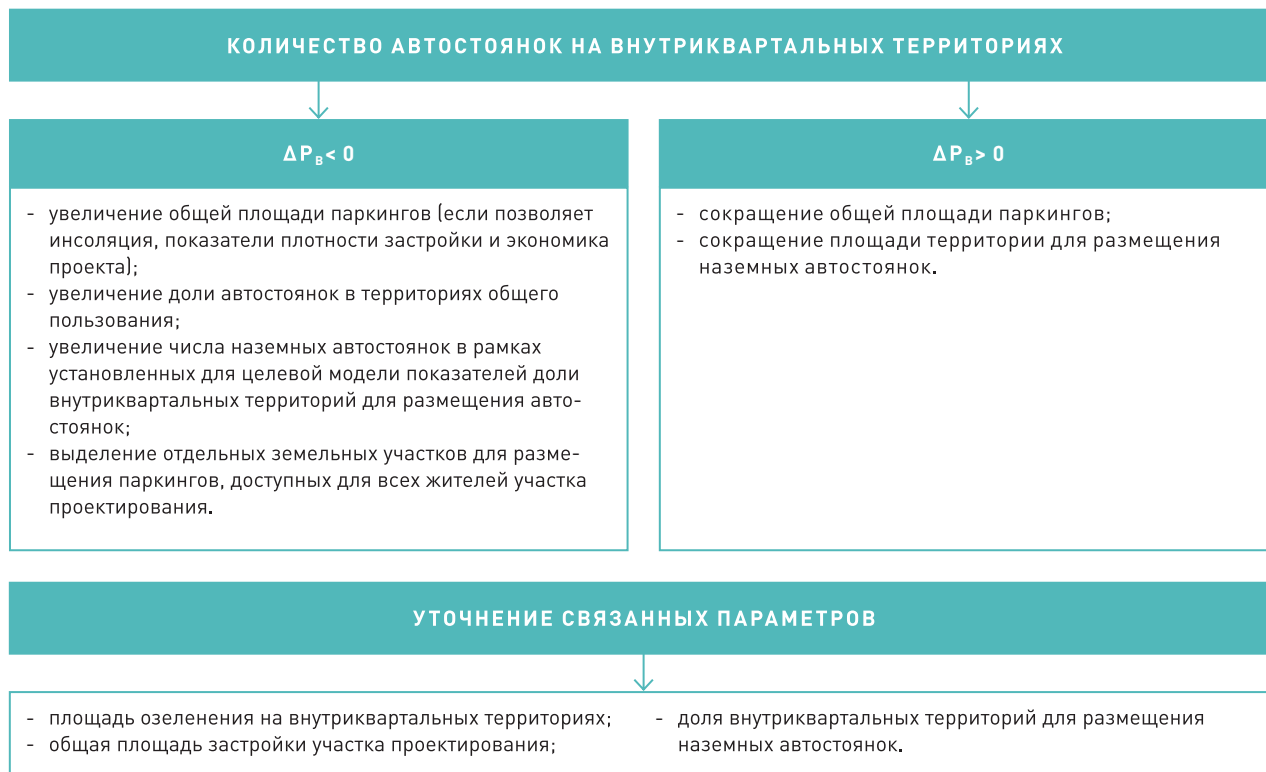 КОЛИЧЕСТВО АВТОСТОЯНОК НА ВНУТРИКВАРТАЛЬНЫХ ТЕРРИТОРИЯХ
ΔP_В < 0
- увеличение общей площади паркингов (если позволяет
инсоляция, показатели плотности застройки и экономика
проекта);
- увеличение доли автостоянок в территориях общего
пользования;
- увеличение числа наземных автостоянок в рамках
установленных для целевой модели показателей доли
внутриквартальных территорий для размещения авто-
стоянок;
- выделение отдельных земельных участков для разме-
щения паркингов, доступных для всех жителей участка
проектирования.
ΔP_В > 0
- сокращение общей площади паркингов;
- сокращение площади территории для размещения
наземных автостоянок.
УТОЧНЕНИЕ СВЯЗАННЫХ ПАРАМЕТРОВ
- площадь озеленения на внутриквартальных территориях;
- общая площадь застройки участка проектирования;
- доля внутриквартальных территорий для размещения
наземных автостоянок.